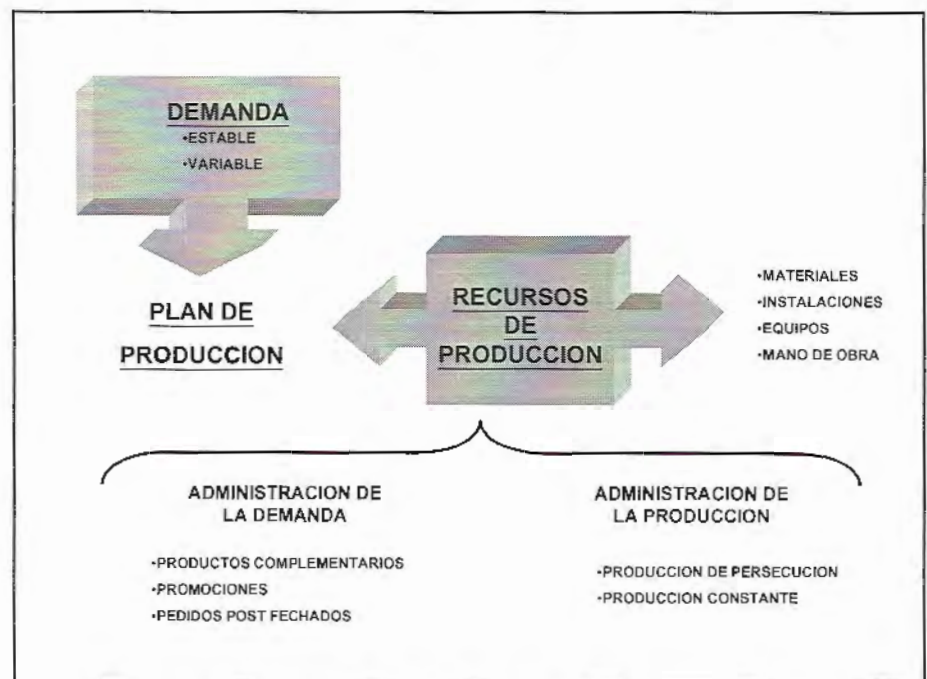 DEMANDA
•ESTABLE
•VARIABLE
PLAN DE
PRODUCCION
RECURSOS
DE
PRODUCCION
•MATERIALES
•INSTALACIONES
•EQUIPOS
•MANO DE OBRA
ADMINISTRACION DE
LA DEMANDA
•PRODUCTOS COMPLEMENTARIOS
•PROMOCIONES
•PEDIDOS POST FECHADOS
ADMINISTRACION DE
LA PRODUCCION
•PRODUCCION DE PERSECUCION
•PRODUCCION CONSTANTE